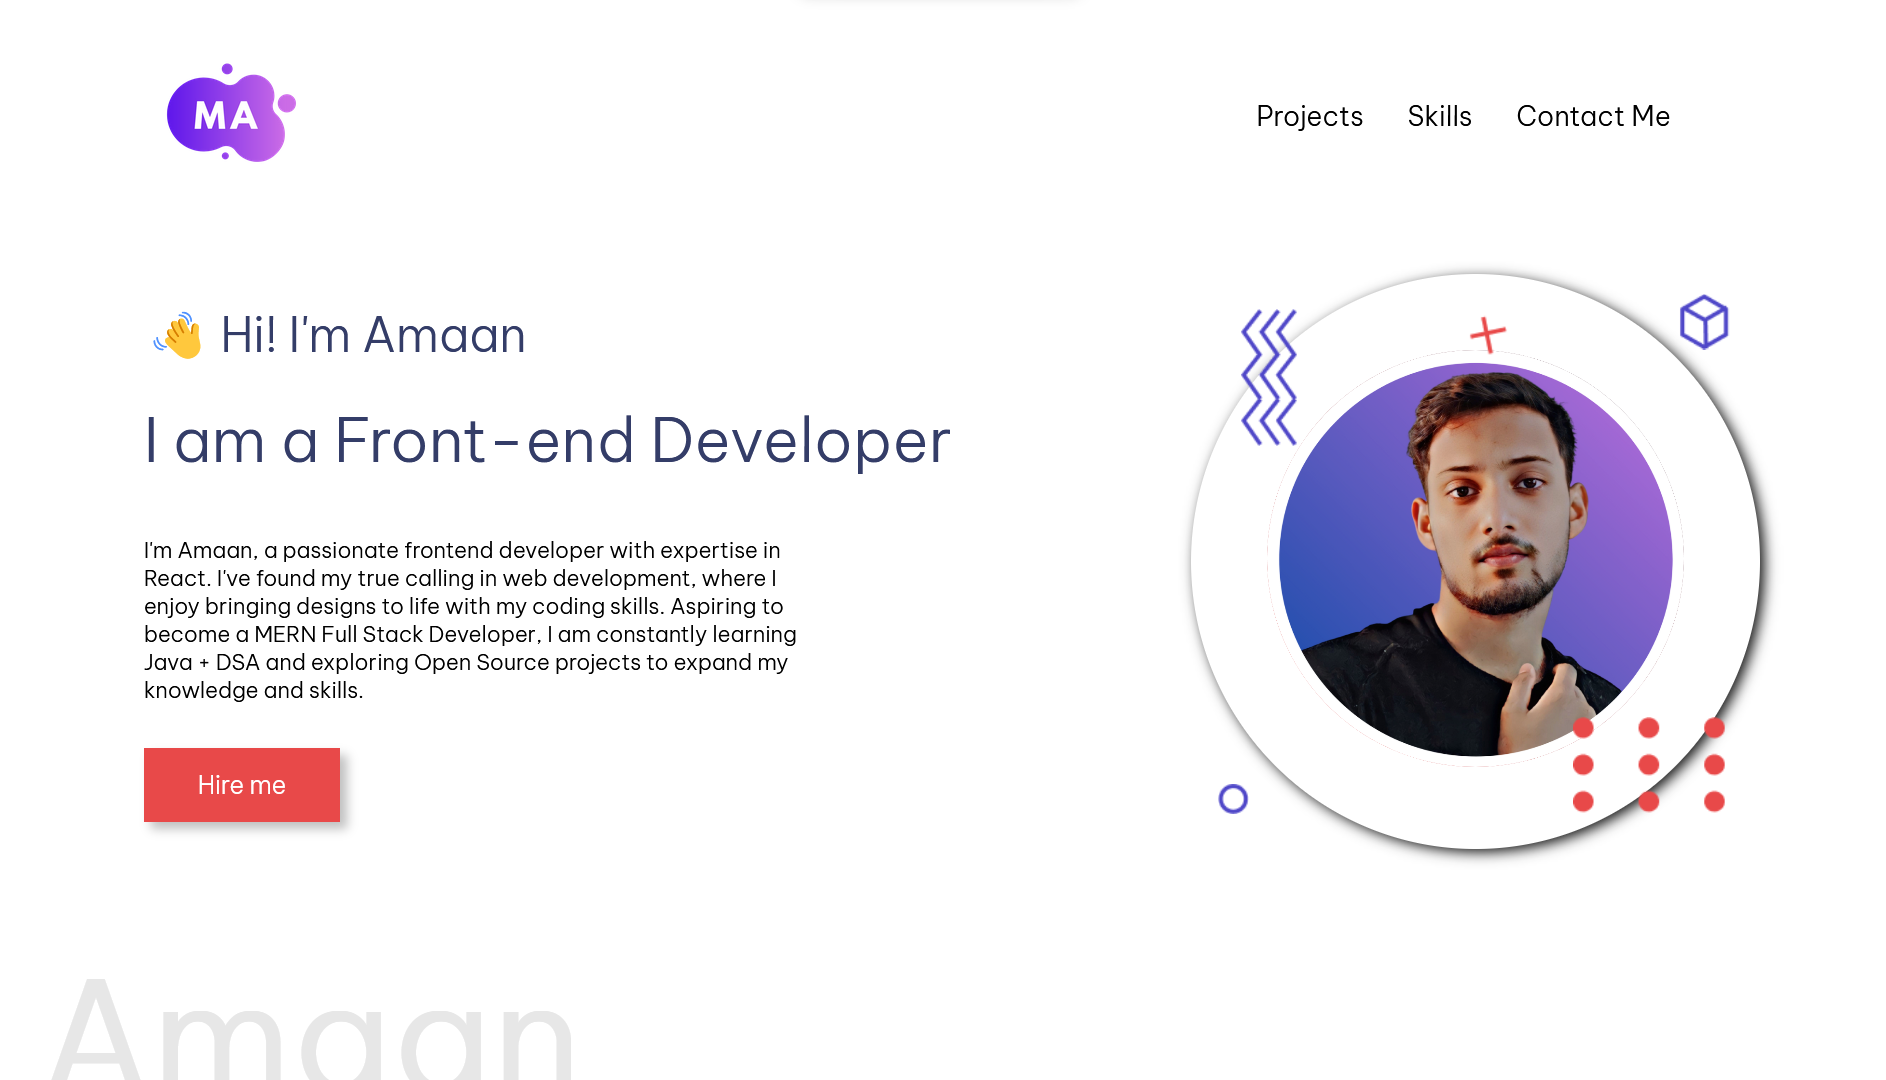 MA
Projects Skills Contact Me
👋 Hi! I'm Amaan
I am a Front-end Developer
I'm Amaan, a passionate frontend developer with expertise in
React. I've found my true calling in web development, where I
enjoy bringing designs to life with my coding skills. Aspiring to
become a MERN Full Stack Developer, I am constantly learning
Java + DSA and exploring Open Source projects to expand my
knowledge and skills.
Hire me
Amaan